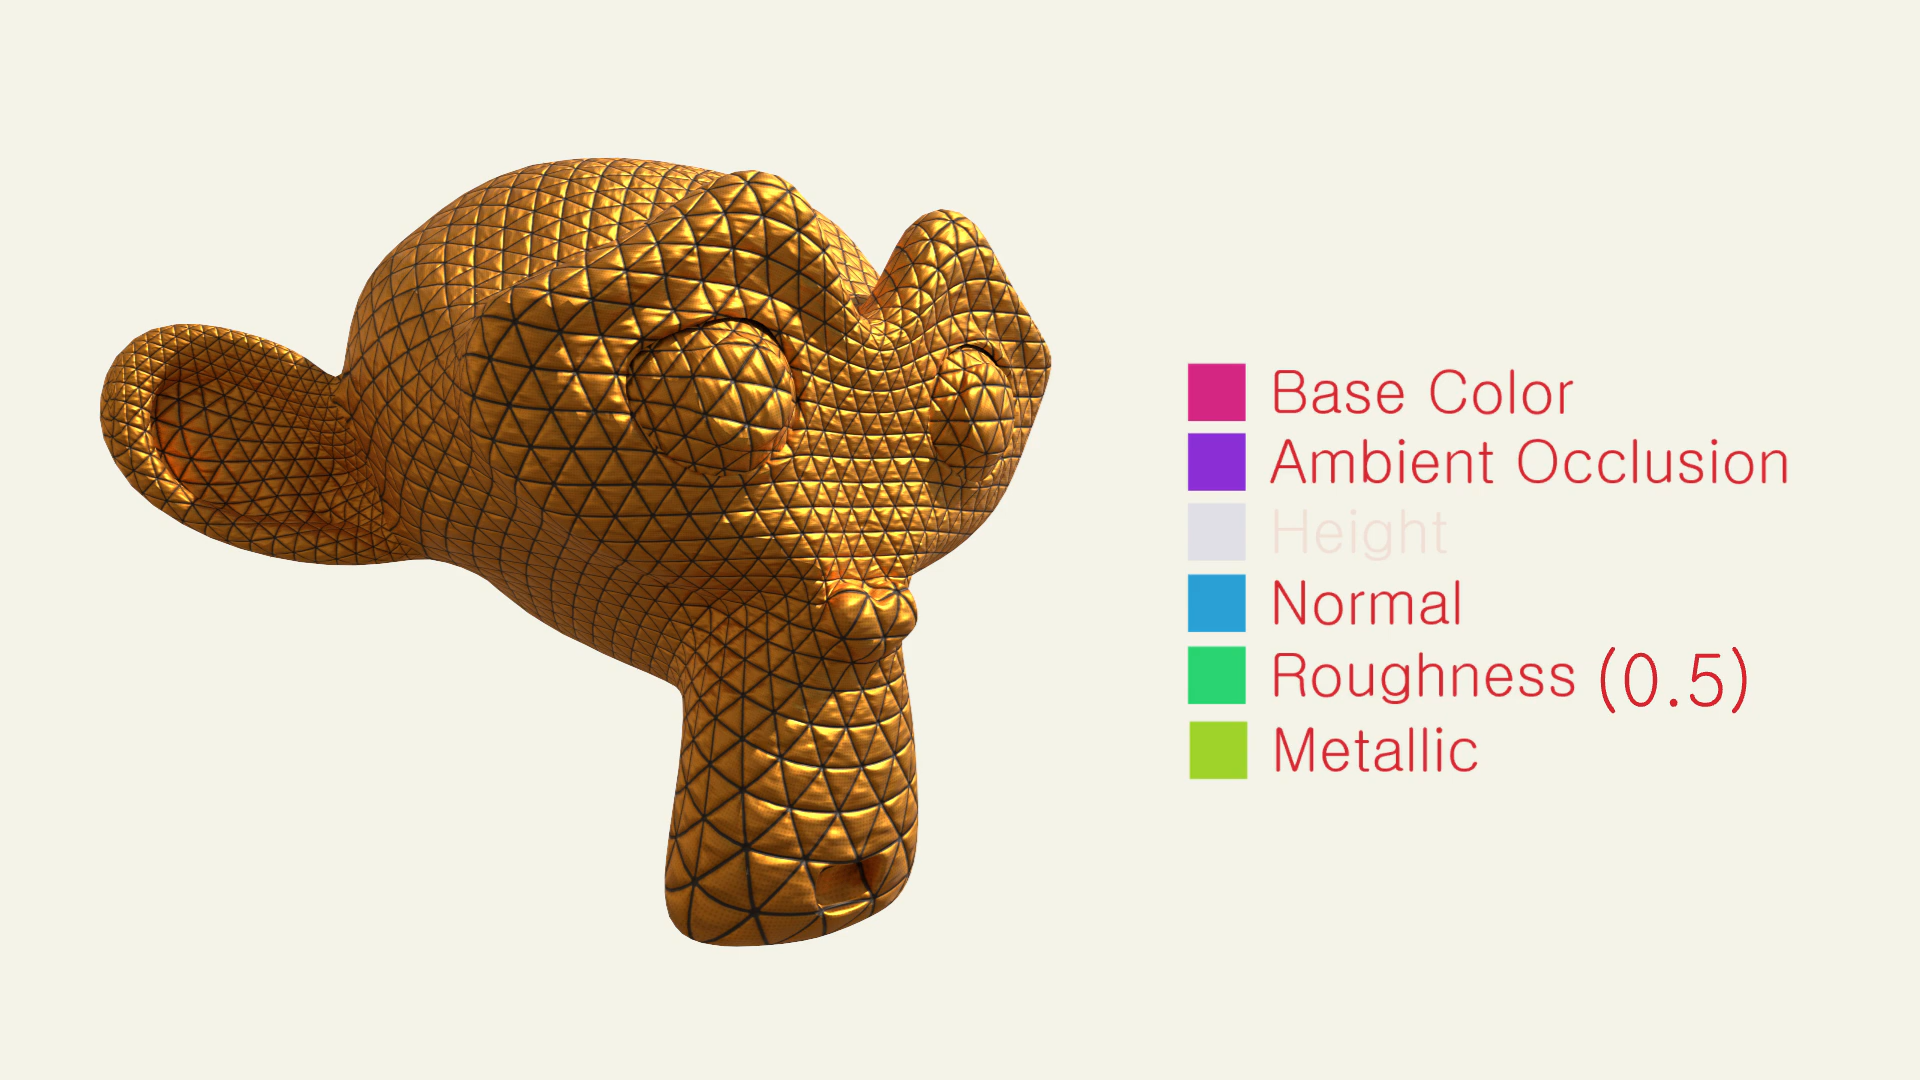 Base Color
Ambient Occlusion
Height
Normal
Roughness (0.5)
Metallic